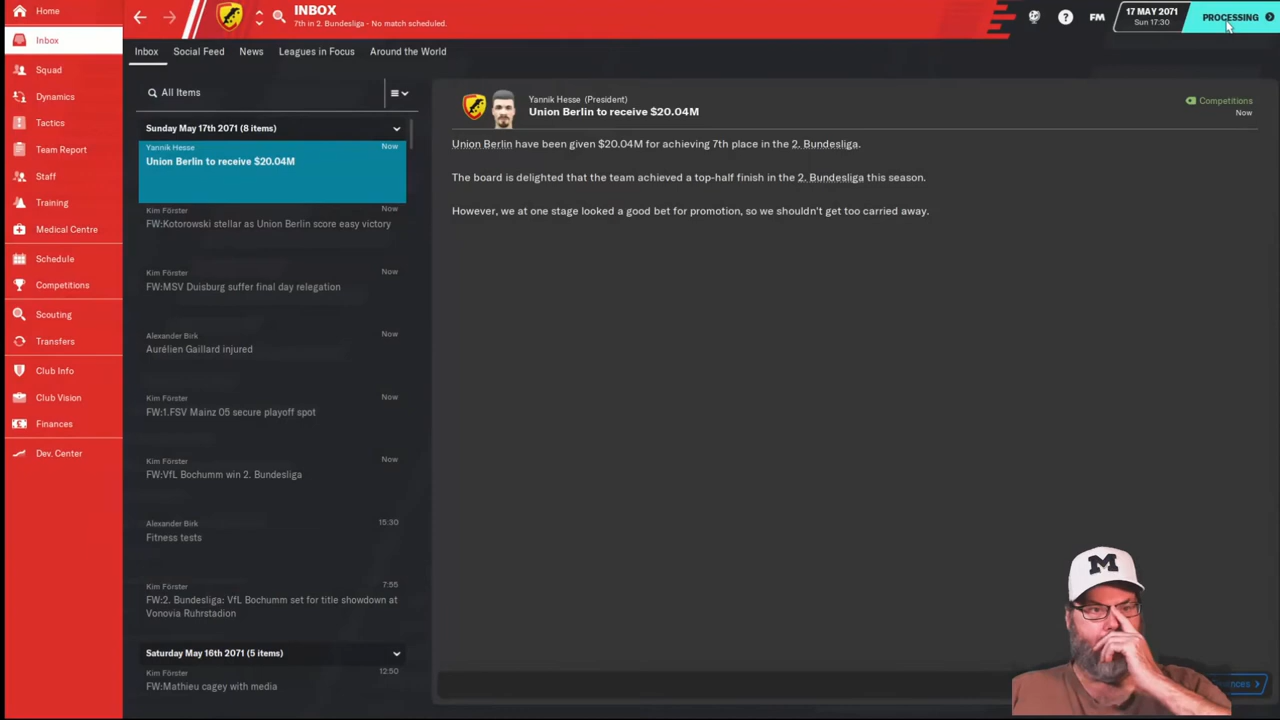 Home
Inbox
Squad
Dynamics
Tactics
Team Report
Staff
Training
Medical Centre
Schedule
Competitions
Scouting
Transfers
Club Info
Club Vision
Finances
Dev. Center
INBOX
7th in 2. Bundesliga - No match scheduled.
?
FM
17 MAY 2071
Sun 17:30
PROCESSING
Inbox
Social Feed
News
Leagues in Focus
Around the World
All Items
Sunday May 17th 2071 (8 items)
Yannik Hesse
Now
Union Berlin to receive $20.04M
Kim Förster
Now
FW:Kotorowski stellar as Union Berlin score easy victory
Kim Förster
Now
FW:MSV Duisburg suffer final day relegation
Alexander Birk
Now
Aurélien Gaillard injured
Kim Förster
Now
FW:1.FSV Mainz 05 secure playoff spot
Kim Förster
Now
FW:VfL Bochumm win 2. Bundesliga
Alexander Birk
15:30
Fitness tests
Kim Förster
7:55
FW:2. Bundesliga: VfL Bochumm set for title showdown at
Vonovia Ruhrstadion
Saturday May 16th 2071 (5 items)
Kim Förster
12:50
FW:Mathieu cagey with media
Yannik Hesse (President)
Union Berlin to receive $20.04M
Competitions
Now
Union Berlin have been given $20.04M for achieving 7th place in the 2. Bundesliga.
The board is delighted that the team achieved a top-half finish in the 2. Bundesliga this season.
However, we at one stage looked a good bet for promotion, so we shouldn't get too carried away.
M